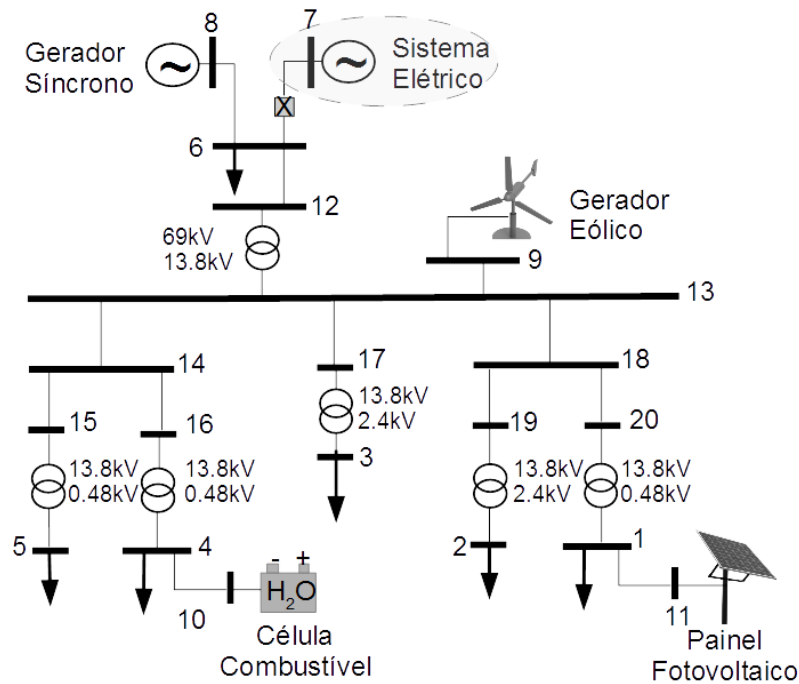 8
7
Gerador
Síncrono
~
~
Sistema
Elétrico
X
6
12
69kV
13.8kV
Gerador
Eólico
9
13
14
17
18
15
16
13.8kV
2.4kV
19
20
3
13.8kV
0.48kV
13.8kV
0.48kV
13.8kV
2.4kV
13.8kV
0.48kV
5
4
2
1
- +
H2O
10
11
Célula
Combustível
Painel
Fotovoltaico